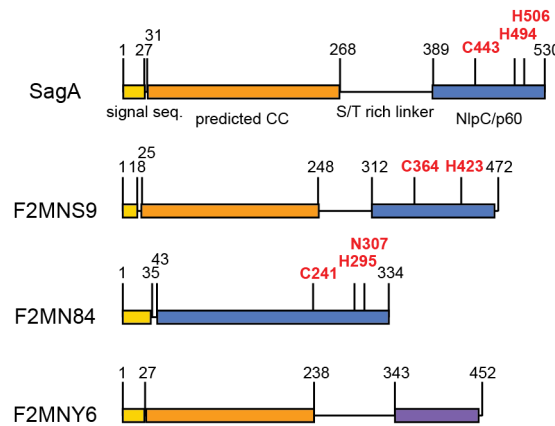 H506
31 H494
1 27 268 389 C443 530
SagA
signal seq. predicted CC S/T rich linker NlpC/p60
25
1 18 248 312 C364 H423 472
F2MNS9
N307
43 H295
1 35 C241 334
F2MN84
1 27 238 343 452
F2MNY6